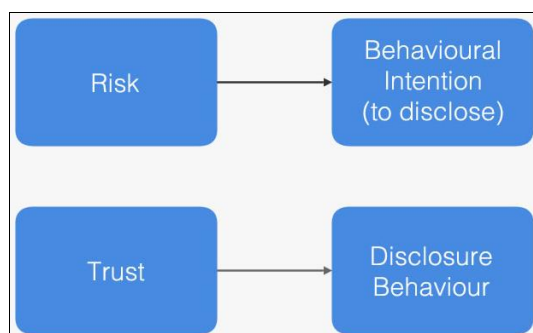 Risk
Behavioural
Intention
(to disclose)
Trust
Disclosure
Behaviour